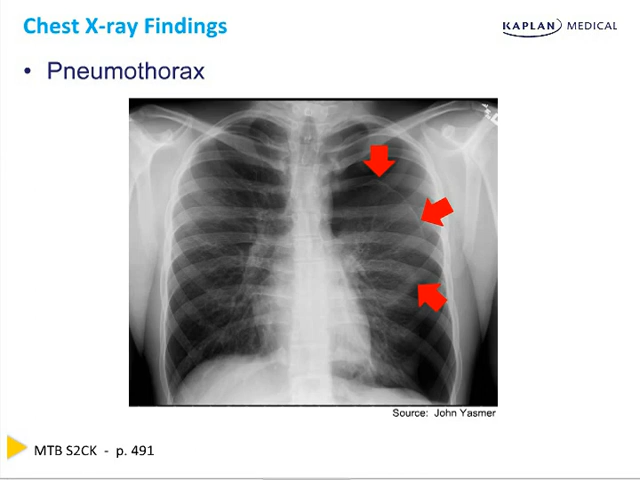 Chest X-ray Findings
KAPLAN MEDICAL
• Pneumothorax
Source: John Yasmer
MTB S2CK - p. 491